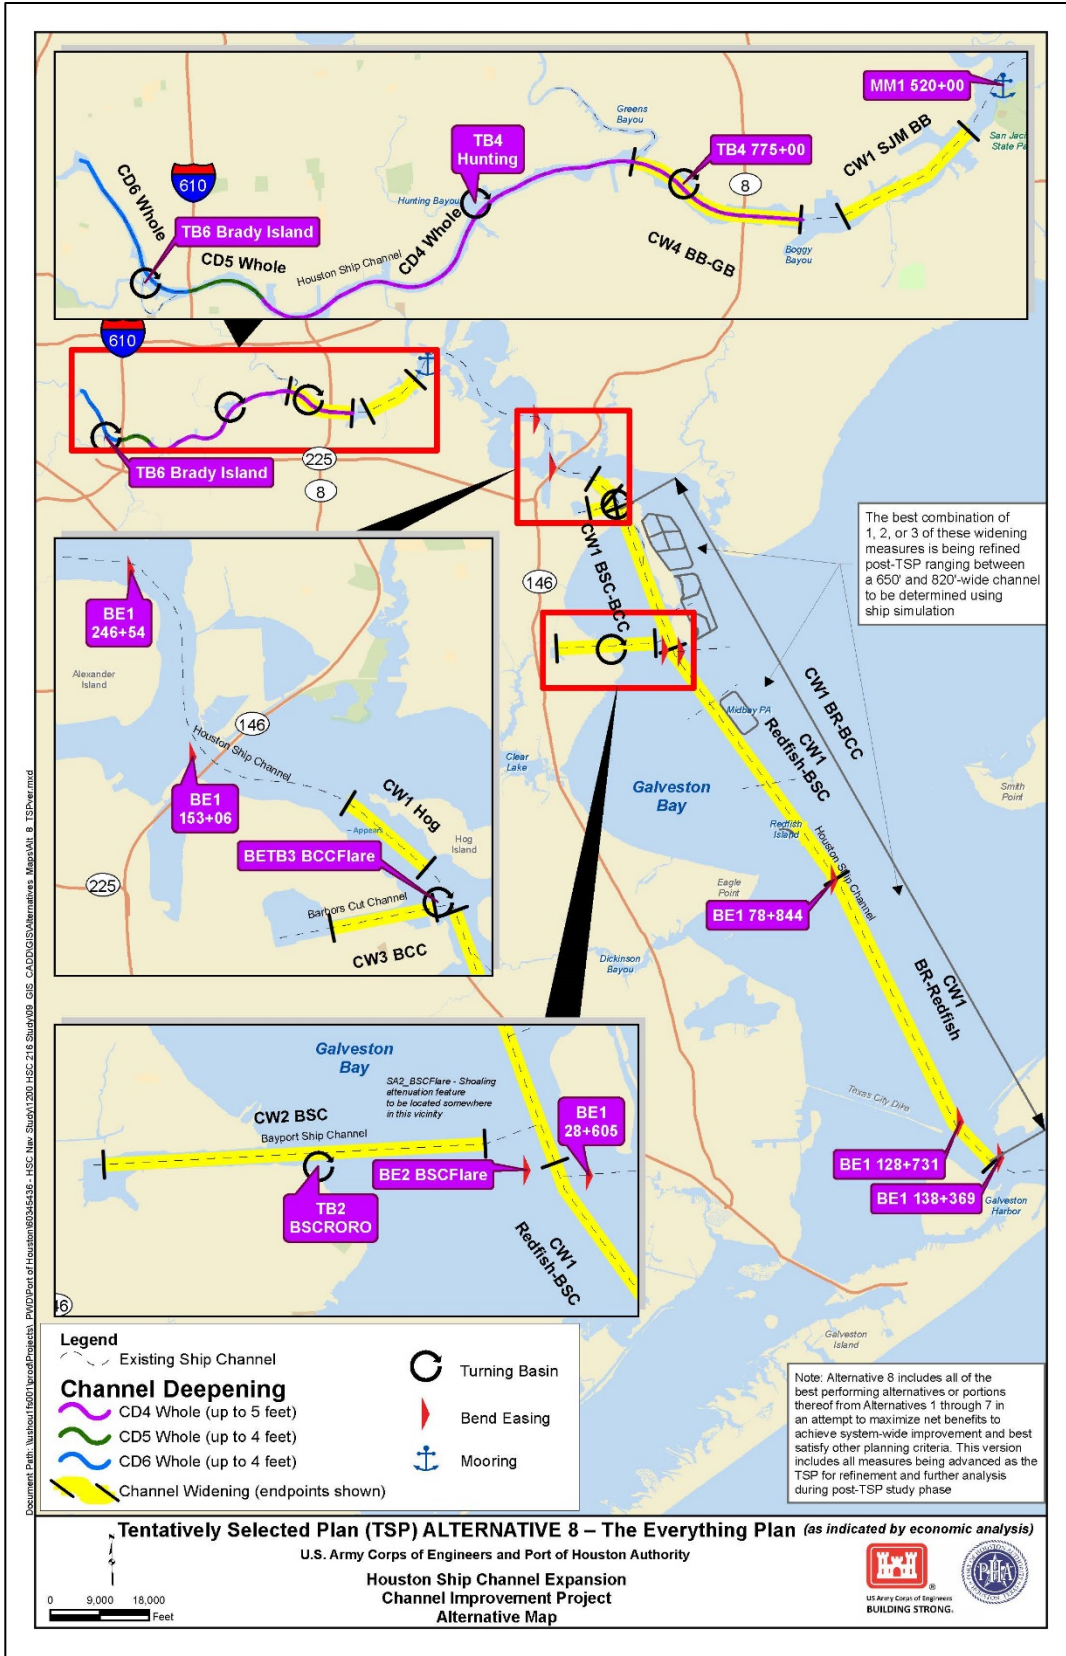 MM1 520+00
Greens
Bayou
CW1 SJM BB
San Jaci
State Pa
TB4
Hunting
TB4 775+00
610
8
CD6 Whole
Hunting Bayou
TB6 Brady Island
CD5 Whole
Houston Ship Channel
CD4 Whole
CW4 BB-GB
Boggy
Bayou
610
225
8
TB6 Brady Island
146
CW1 BSC-BCC
The best combination of
1, 2, or 3 of these widening
measures is being refined
post-TSP ranging between
a 650' and 820'-wide channel
to be determined using
ship simulation
BE1
246+54
Alexander
Island
146
Houston Ship Channel
BE1
153+06
CW1 Hog
Hog
Island
BETB3 BCCFlare
225
Barbors Cut Channel
CW3 BCC
CW1 BR-BCC
Midbay PA
CW1
Redfish-BSC
Clear
Lake
Galveston
Bay
Smith
Point
Redfish
Island
Houston Ship Channel
Eagle
Point
BE1 78+844
Dickinson
Bayou
CW1
BR-Redfish
Texas City Dike
BE1 128+731
BE1 138+369
Galveston
Harbor
Galveston
Bay
SA2_BSCFlare - Shoaling
attenuation feature
to be located somewhere
in this vicinity
CW2 BSC
Bayport Ship Channel
BE1
28+605
BE2 BSCFlare
TB2
BSCRORO
CW1
Redfish-BSC
46
Galveston
Island
Legend
Existing Ship Channel
Channel Deepening
CD4 Whole (up to 5 feet)
CD5 Whole (up to 4 feet)
CD6 Whole (up to 4 feet)
Channel Widening (endpoints shown)
Turning Basin
Bend Easing
Mooring
Note: Alternative 8 includes all of the
best performing alternatives or portions
thereof from Alternatives 1 through 7 in
an attempt to maximize net benefits to
achieve system-wide improvement and best
satisfy other planning criteria. This version
includes all measures being advanced as the
TSP for refinement and further analysis
during post-TSP study phase
Tentatively Selected Plan (TSP) ALTERNATIVE 8 – The Everything Plan (as indicated by economic analysis)
U.S. Army Corps of Engineers and Port of Houston Authority
Houston Ship Channel Expansion
Channel Improvement Project
Alternative Map
0 9,000 18,000
Feet
US Army Corps of Engineers
BUILDING STRONG.
PHA